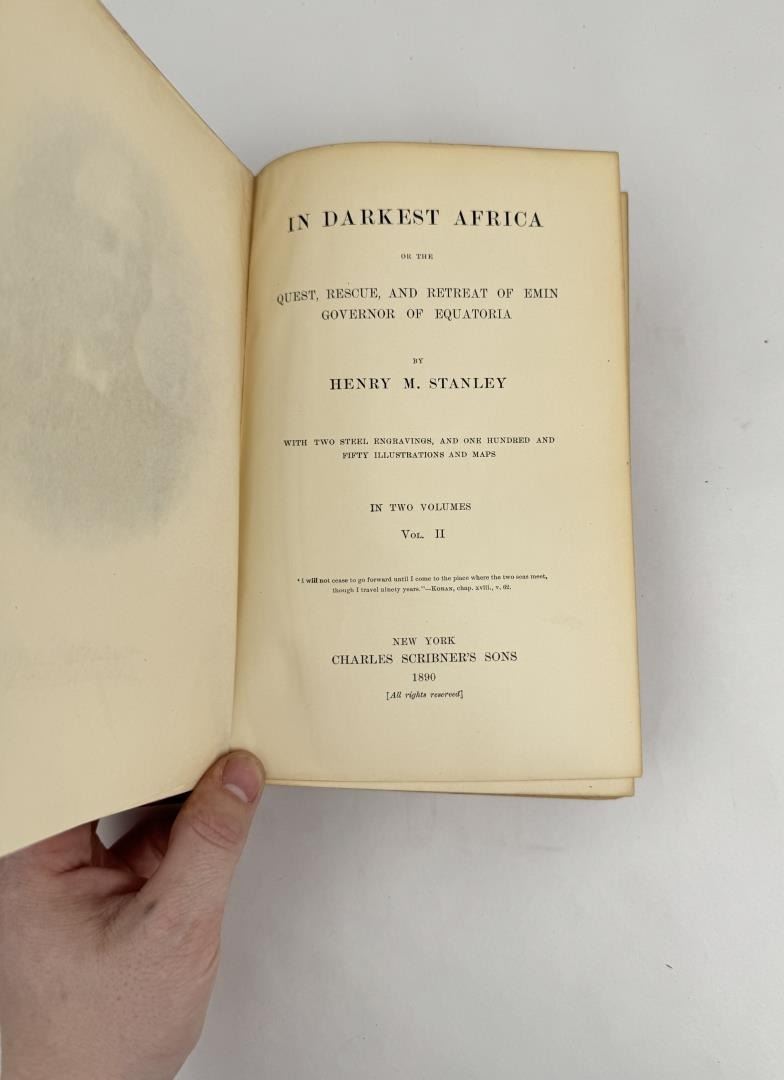 IN DARKEST AFRICA
OR THE
QUEST, RESCUE, AND RETREAT OF EMIN
GOVERNOR OF EQUATORIA
BY
HENRY M. STANLEY
WITH TWO STEEL ENGRAVINGS, AND ONE HUNDRED AND
FIFTY ILLUSTRATIONS AND MAPS
IN TWO VOLUMES
VOL. II
"I will not cease to go forward until I come to the place where the two seas meet,
though I travel ninety years."—KORAN, chap. xviii., v. 62.
NEW YORK
CHARLES SCRIBNER'S SONS
1890
[All rights reserved]